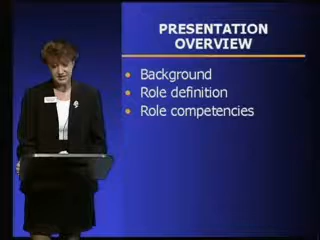 PRESENTATION
OVERVIEW
• Background
• Role definition
• Role competencies